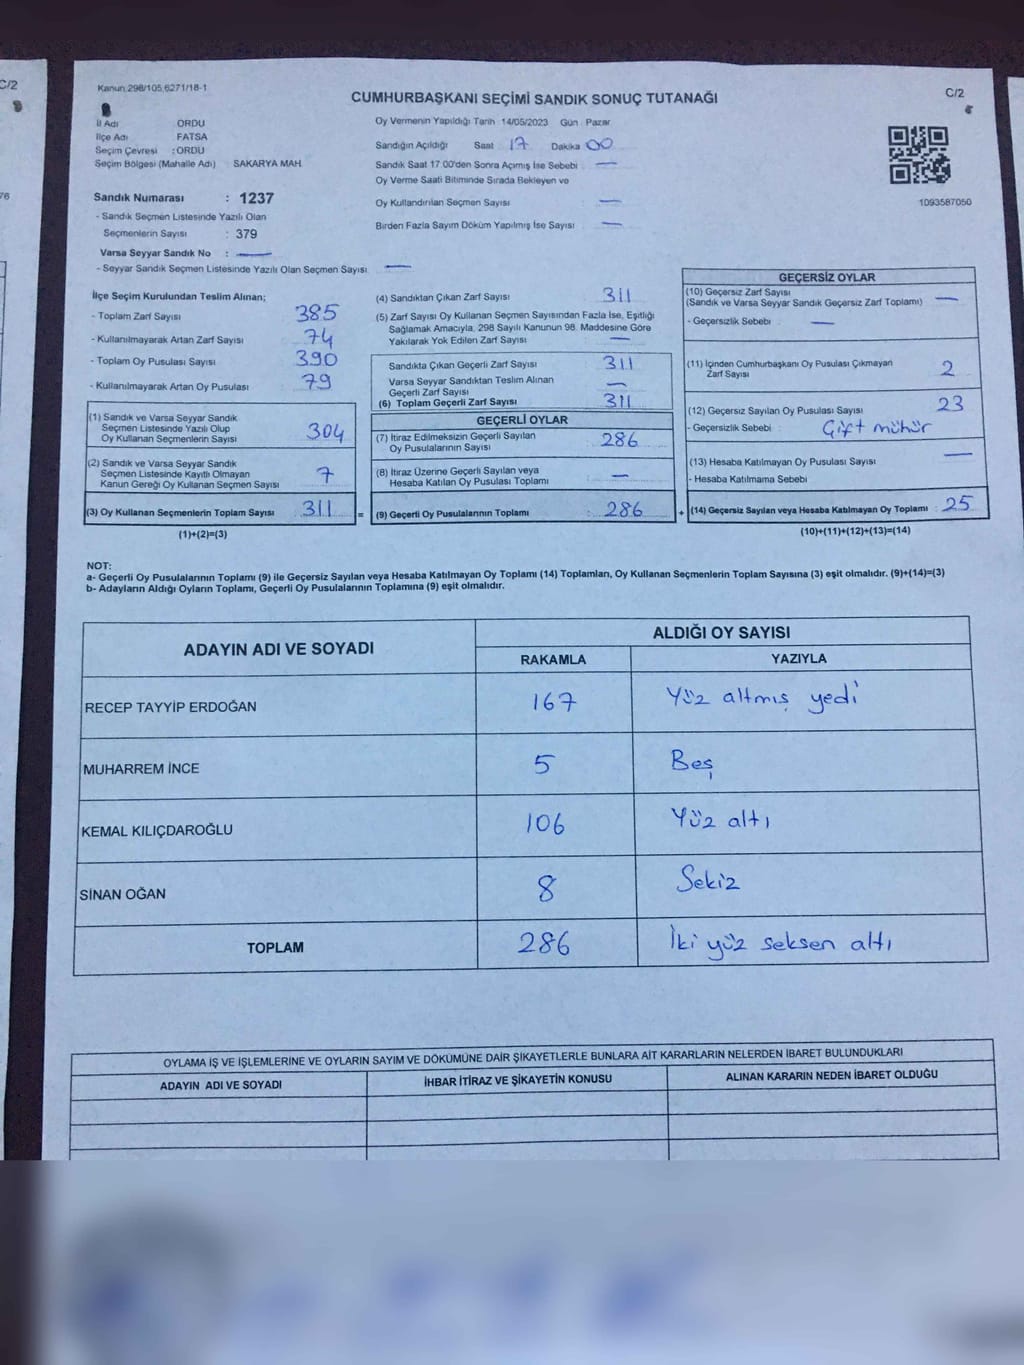 C/2
76
Kanun 298/105,6271/18-1
CUMHURBAŞKANI SEÇİMİ SANDIK SONUÇ TUTANAĞI
C/2
İl Adı ORDU
İlçe Adı FATSA
Seçim Çevresi : ORDU
Seçim Bölgesi (Mahalle Adı) SAKARYA MAH.
Sandık Numarası : 1237
- Sandık Seçmen Listesinde Yazılı Olan
Seçmenlerin Sayısı : 379
Varsa Seyyar Sandık No : —
- Seyyar Sandık Seçmen Listesinde Yazılı Olan Seçmen Sayısı —
Oy Vermenin Yapıldığı Tarih 14/05/2023 Gün Pazar
Sandığın Açıldığı Saat 17 Dakika 00
Sandık Saat 17.00'den Sonra Açılmış İse Sebebi : —
Oy Verme Saati Bitiminde Sırada Bekleyen ve
Oy Kullandırılan Seçmen Sayısı —
Birden Fazla Sayım Döküm Yapılmış İse Sayısı —
1093587050
İlçe Seçim Kurulundan Teslim Alınan;
- Toplam Zarf Sayısı 385
- Kullanılmayarak Artan Zarf Sayısı 74
- Toplam Oy Pusulası Sayısı 390
- Kullanılmayarak Artan Oy Pusulası 79
(1) Sandık ve Varsa Seyyar Sandık
Seçmen Listesinde Yazılı Olup
Oy Kullanan Seçmenlerin Sayısı 304
(2) Sandık ve Varsa Seyyar Sandık
Seçmen Listesinde Kayıtlı Olmayan
Kanun Gereği Oy Kullanan Seçmen Sayısı 7
(3) Oy Kullanan Seçmenlerin Toplam Sayısı 311 =
(1)+(2)=(3)
(4) Sandıktan Çıkan Zarf Sayısı 311
(5) Zarf Sayısı Oy Kullanan Seçmen Sayısından Fazla İse, Eşitliği
Sağlamak Amacıyla, 298 Sayılı Kanunun 98. Maddesine Göre
Yakılarak Yok Edilen Zarf Sayısı —
Sandıkta Çıkan Geçerli Zarf Sayısı 311
Varsa Seyyar Sandıktan Teslim Alınan
Geçerli Zarf Sayısı —
(6) Toplam Geçerli Zarf Sayısı 311
GEÇERLİ OYLAR
(7) İtiraz Edilmeksizin Geçerli Sayılan
Oy Pusulalarının Sayısı 286
(8) İtiraz Üzerine Geçerli Sayılan veya
Hesaba Katılan Oy Pusulası Toplamı —
(9) Geçerli Oy Pusulalarının Toplamı : 286 +
GEÇERSİZ OYLAR
(10) Geçersiz Zarf Sayısı
(Sandık ve Varsa Seyyar Sandık Geçersiz Zarf Toplamı) —
- Geçersizlik Sebebi : —
(11) İçinden Cumhurbaşkanı Oy Pusulası Çıkmayan
Zarf Sayısı 2
(12) Geçersiz Sayılan Oy Pusulası Sayısı 23
- Geçersizlik Sebebi : Çift mühür
(13) Hesaba Katılmayan Oy Pusulası Sayısı —
- Hesaba Katılmama Sebebi
(14) Geçersiz Sayılan veya Hesaba Katılmayan Oy Toplamı : 25
(10)+(11)+(12)+(13)=(14)
NOT:
a- Geçerli Oy Pusulalarının Toplamı (9) ile Geçersiz Sayılan veya Hesaba Katılmayan Oy Toplamı (14) Toplamları, Oy Kullanan Seçmenlerin Toplam Sayısına (3) eşit olmalıdır. (9)+(14)=(3)
b- Adayların Aldığı Oyların Toplamı, Geçerli Oy Pusulalarının Toplamına (9) eşit olmalıdır.
ADAYIN ADI VE SOYADI
ALDIĞI OY SAYISI
RAKAMLA YAZIYLA
RECEP TAYYİP ERDOĞAN 167 Yüz altmış yedi
MUHARREM İNCE 5 Beş
KEMAL KILIÇDAROĞLU 106 Yüz altı
SİNAN OĞAN 8 Sekiz
TOPLAM 286 İki yüz seksen altı
OYLAMA İŞ VE İŞLEMLERİNE VE OYLARIN SAYIM VE DÖKÜMÜNE DAİR ŞİKAYETLERLE BUNLARA AİT KARARLARIN NELERDEN İBARET BULUNDUKLARI
ADAYIN ADI VE SOYADI İHBAR İTİRAZ VE ŞİKAYETİN KONUSU ALINAN KARARIN NEDEN İBARET OLDUĞU